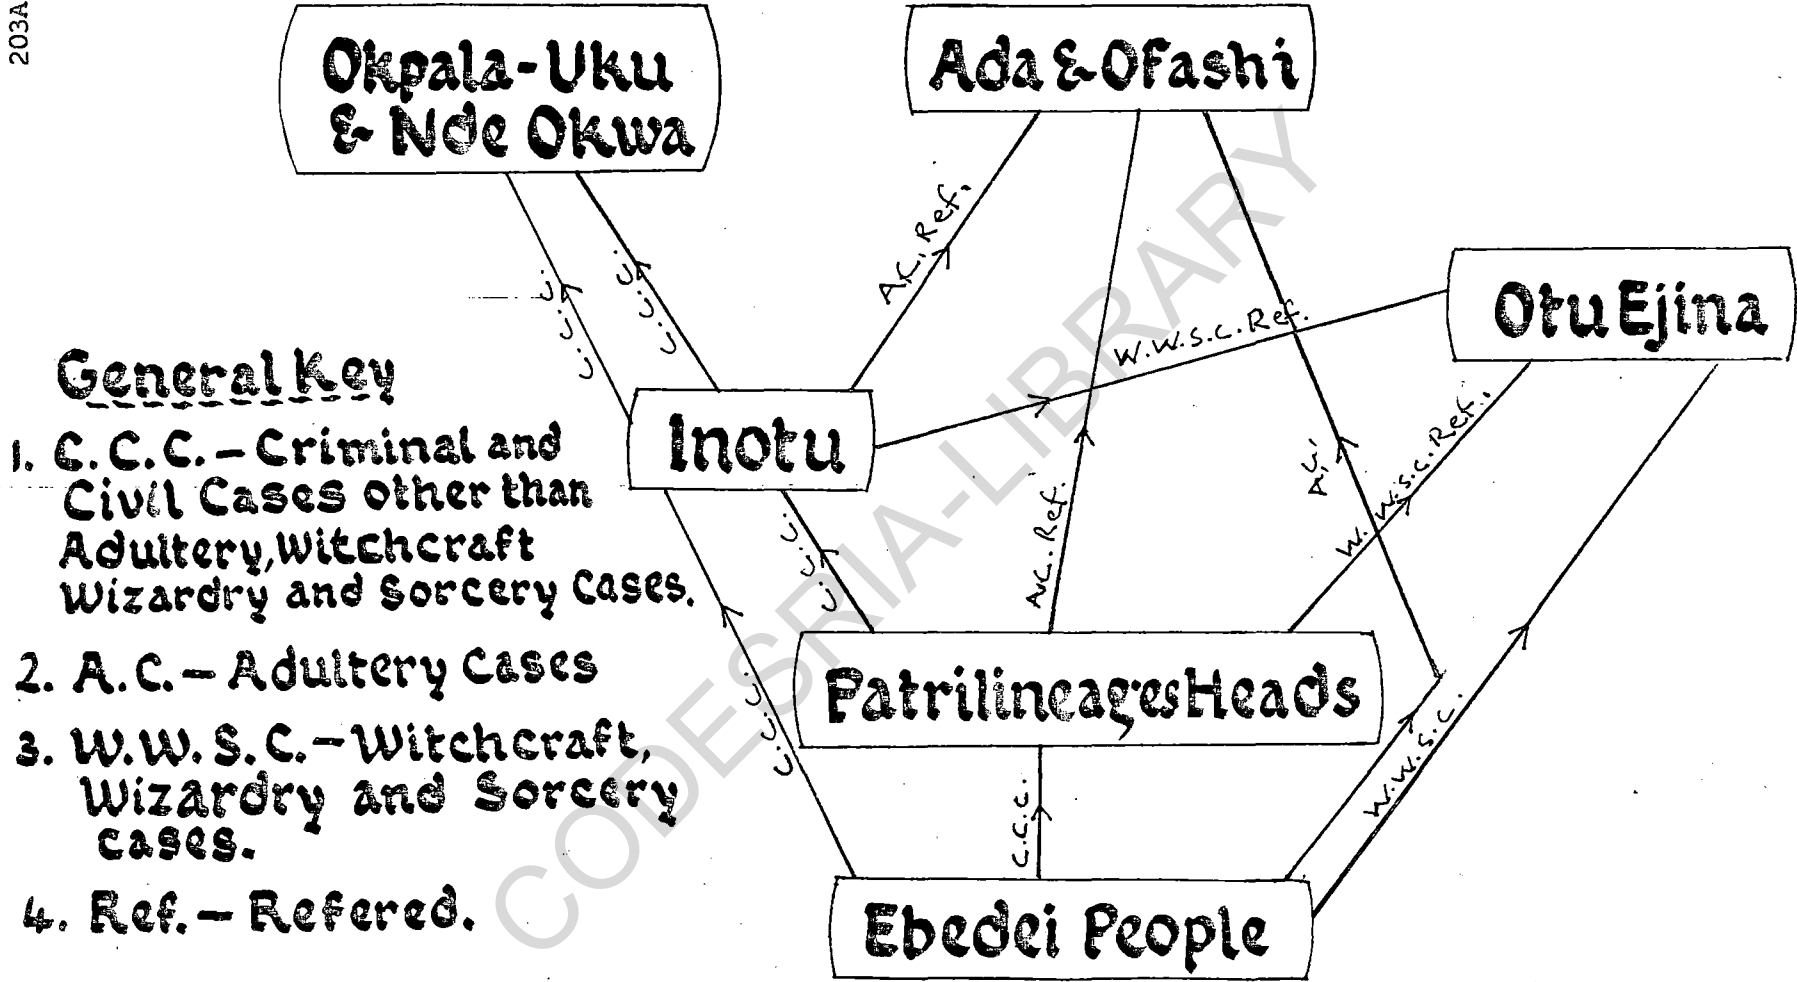 203A
Okpala-Uku
& Nde Okwa
Ada & Ofashi
Otu Ejina
Inotu
Patrilineages Heads
Ebedei People
C.C.C.
C.C.C.
A.C. Ref.
W.W.S.C. Ref.
C.C.C.
A.C. Ref.
A.C.
W.W.S.C. Ref.
C.C.C.
C.C.C.
W.W.S.C.
General Key
1. C.C.C. – Criminal and
Civil Cases other than
Adultery, Witchcraft
Wizardry and Sorcery Cases.
2. A.C. – Adultery Cases
3. W.W.S.C. – Witchcraft,
Wizardry and Sorcery
cases.
4. Ref. – Refered.
CODESRIA-LIBRARY